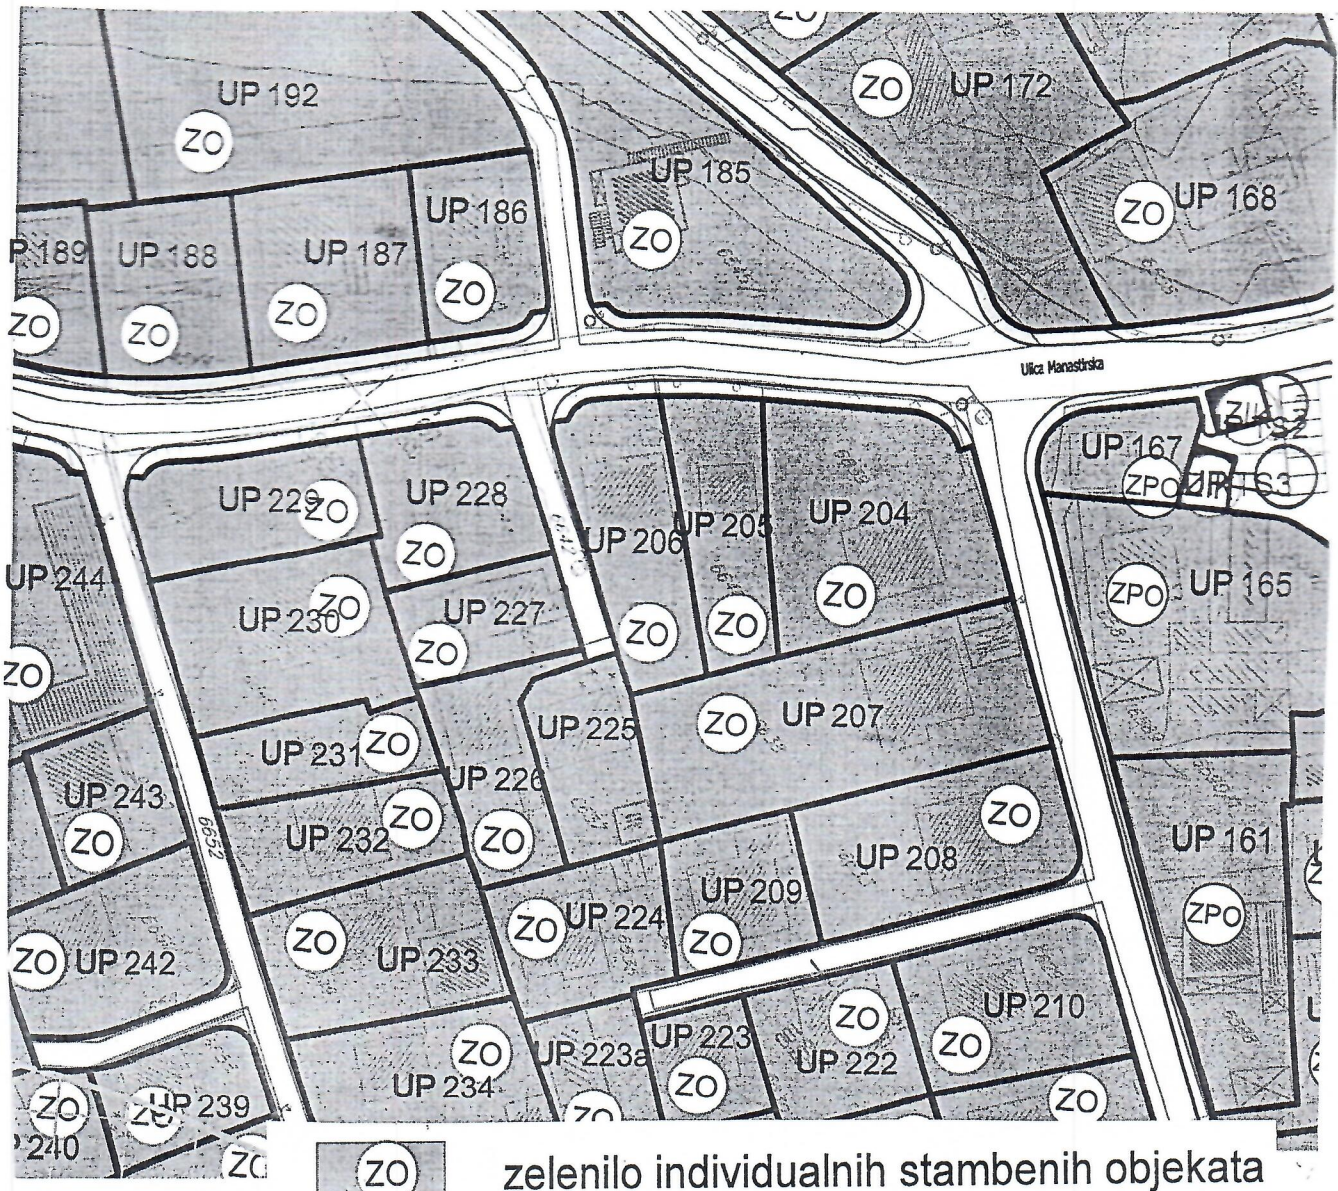 ZO
UP 192
ZO
UP 172
ZO
UP 185
ZO
UP 168
ZO
UP 186
ZO
189
ZO
UP 188
ZO
UP 187
ZO
Ulica Manastirska
UP 167
ZPO
S3
UP 229
ZO
UP 228
ZO
UP 206
ZO
UP 205
ZO
UP 204
ZO
UP 244
ZO
UP 230
ZO
UP 227
ZO
ZPO
UP 165
UP 207
ZO
UP 225
UP 231
ZO
UP 226
ZO
UP 243
ZO
6652
UP 232
ZO
ZO
UP 208
UP 161
ZPO
UP 209
ZO
ZO
UP 224
ZO
UP 233
ZO
UP 242
UP 210
ZO
ZO
UP 222
UP 223
ZO
UP 223a
ZO
ZO
UP 234
ZO
ZO
UP 239
240
ZO
ZO zelenilo individualnih stambenih objekata